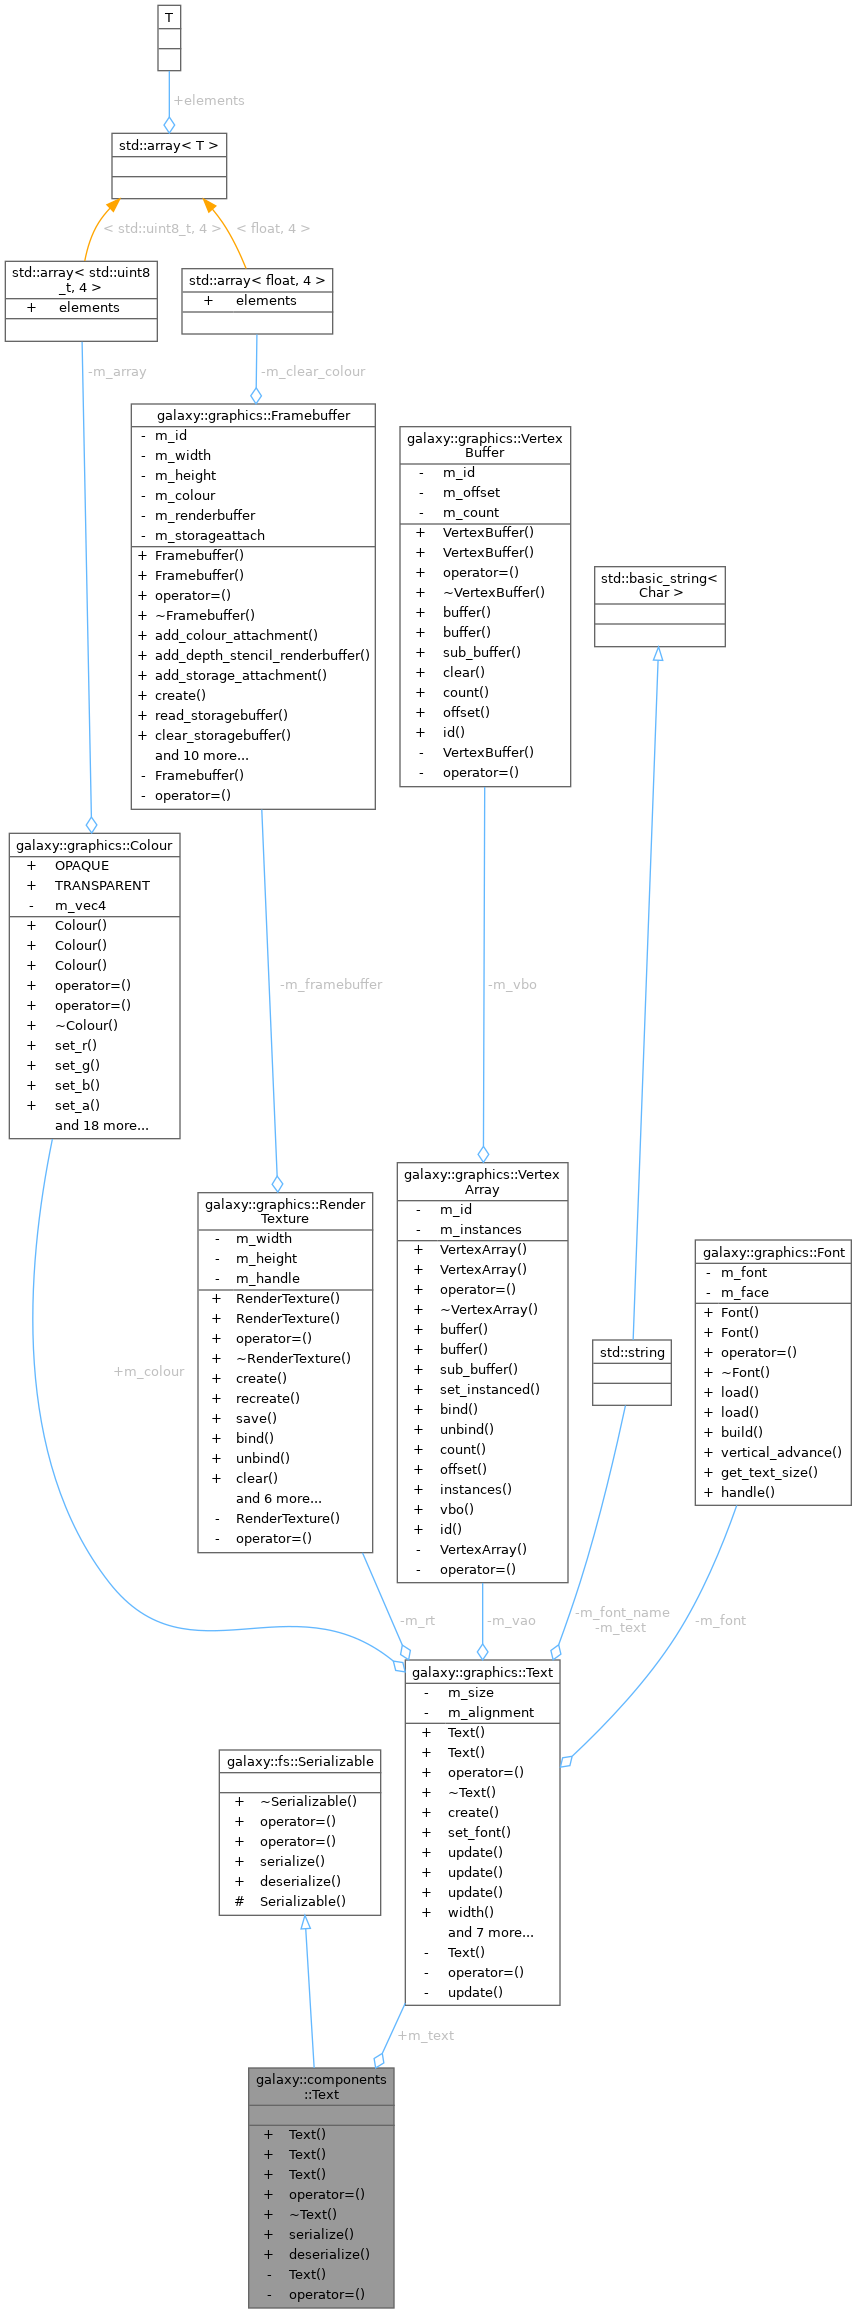 T
+elements
std::array< T >
< std::uint8_t, 4 >
< float, 4 >
std::array< std::uint8
_t, 4 >
+ elements
std::array< float, 4 >
+ elements
-m_array
-m_clear_colour
galaxy::graphics::Framebuffer
- m_id
- m_width
- m_height
- m_colour
- m_renderbuffer
- m_storageattach
+ Framebuffer()
+ Framebuffer()
+ operator=()
+ ~Framebuffer()
+ add_colour_attachment()
+ add_depth_stencil_renderbuffer()
+ add_storage_attachment()
+ create()
+ read_storagebuffer()
+ clear_storagebuffer()
and 10 more...
- Framebuffer()
- operator=()
galaxy::graphics::Vertex
Buffer
- m_id
- m_offset
- m_count
+ VertexBuffer()
+ VertexBuffer()
+ operator=()
+ ~VertexBuffer()
+ buffer()
+ buffer()
+ sub_buffer()
+ clear()
+ count()
+ offset()
+ id()
- VertexBuffer()
- operator=()
std::basic_string<
Char >
galaxy::graphics::Colour
+ OPAQUE
+ TRANSPARENT
- m_vec4
+ Colour()
+ Colour()
+ Colour()
+ operator=()
+ operator=()
+ ~Colour()
+ set_r()
+ set_g()
+ set_b()
+ set_a()
and 18 more...
-m_framebuffer
-m_vbo
galaxy::graphics::Render
Texture
- m_width
- m_height
- m_handle
+ RenderTexture()
+ RenderTexture()
+ operator=()
+ ~RenderTexture()
+ create()
+ recreate()
+ save()
+ bind()
+ unbind()
+ clear()
and 6 more...
- RenderTexture()
- operator=()
galaxy::graphics::Vertex
Array
- m_id
- m_instances
+ VertexArray()
+ VertexArray()
+ operator=()
+ ~VertexArray()
+ buffer()
+ buffer()
+ sub_buffer()
+ set_instanced()
+ bind()
+ unbind()
+ count()
+ offset()
+ instances()
+ vbo()
+ id()
- VertexArray()
- operator=()
std::string
galaxy::graphics::Font
- m_font
- m_face
+ Font()
+ Font()
+ operator=()
+ ~Font()
+ load()
+ load()
+ build()
+ vertical_advance()
+ get_text_size()
+ handle()
+m_colour
-m_rt
-m_vao
-m_font_name
-m_text
-m_font
galaxy::graphics::Text
- m_size
- m_alignment
+ Text()
+ Text()
+ operator=()
+ ~Text()
+ create()
+ set_font()
+ update()
+ update()
+ update()
+ width()
and 7 more...
- Text()
- operator=()
- update()
galaxy::fs::Serializable
+ ~Serializable()
+ operator=()
+ operator=()
+ serialize()
+ deserialize()
# Serializable()
+m_text
galaxy::components
::Text
+ Text()
+ Text()
+ Text()
+ operator=()
+ ~Text()
+ serialize()
+ deserialize()
- Text()
- operator=()